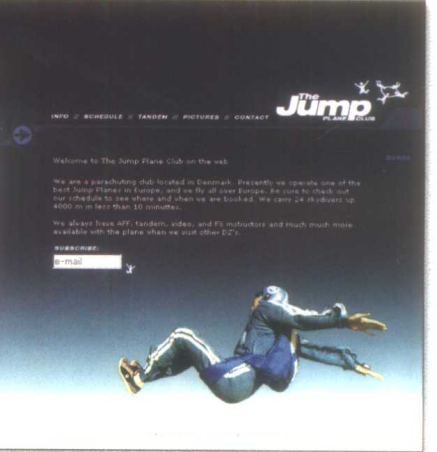 The
Jump
PLANE CLUB
INFO // SCHEDULE // TANDEM // PICTURES // CONTACT
DANSK
Welcome to The Jump Plane Club on the web
We are a parachuting club located in Denmark. Presently we operate one of the
best Jump Planes in Europe, and we fly all over Europe, be sure to check out
our schedule to see where and when we are booked. We carry 24 skydivers up
4000 m in less than 10 minuttes.
We always have AFF, tandem, video, and FS instructors and much much more
available with the plane when we visit other DZ's.
SUBSCRIBE:
e-mail